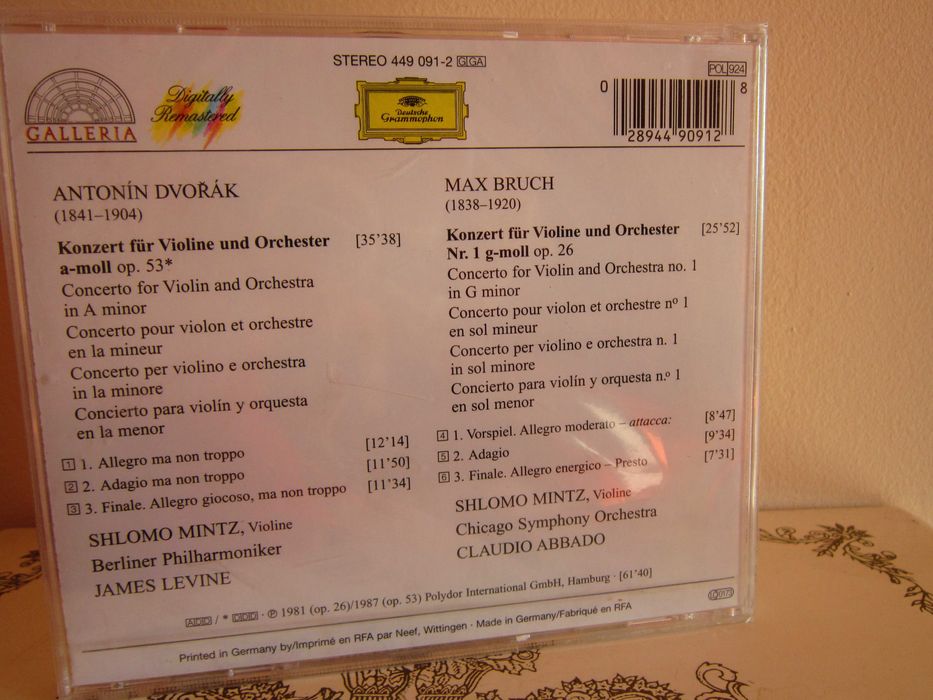 STEREO 449 091-2 GGA
POL 924
GALLERIA
Digitally
Remastered
Deutsche
Grammophon
0 28944 90912 8
ANTONÍN DVOŘÁK
(1841–1904)
Konzert für Violine und Orchester [35'38]
a-moll op. 53*
Concerto for Violin and Orchestra
in A minor
Concerto pour violon et orchestre
en la mineur
Concerto per violino e orchestra
in la minore
Concierto para violín y orquesta
en la menor
1 1. Allegro ma non troppo [12'14]
2 2. Adagio ma non troppo [11'50]
3 3. Finale. Allegro giocoso, ma non troppo [11'34]
SHLOMO MINTZ, Violine
Berliner Philharmoniker
JAMES LEVINE
MAX BRUCH
(1838–1920)
Konzert für Violine und Orchester [25'52]
Nr. 1 g-moll op. 26
Concerto for Violin and Orchestra no. 1
in G minor
Concerto pour violon et orchestre nº 1
en sol mineur
Concerto per violino e orchestra n. 1
in sol minore
Concierto para violín y orquesta n.º 1
en sol menor
4 1. Vorspiel. Allegro moderato – attacca: [8'47]
5 2. Adagio [9'34]
6 3. Finale. Allegro energico – Presto [7'31]
SHLOMO MINTZ, Violine
Chicago Symphony Orchestra
CLAUDIO ABBADO
ADD / * DDD · ℗ 1981 (op. 26)/1987 (op. 53) Polydor International GmbH, Hamburg · [61'40]
LC 0173
Printed in Germany by/Imprimé en RFA par Neef, Wittingen · Made in Germany/Fabriqué en RFA